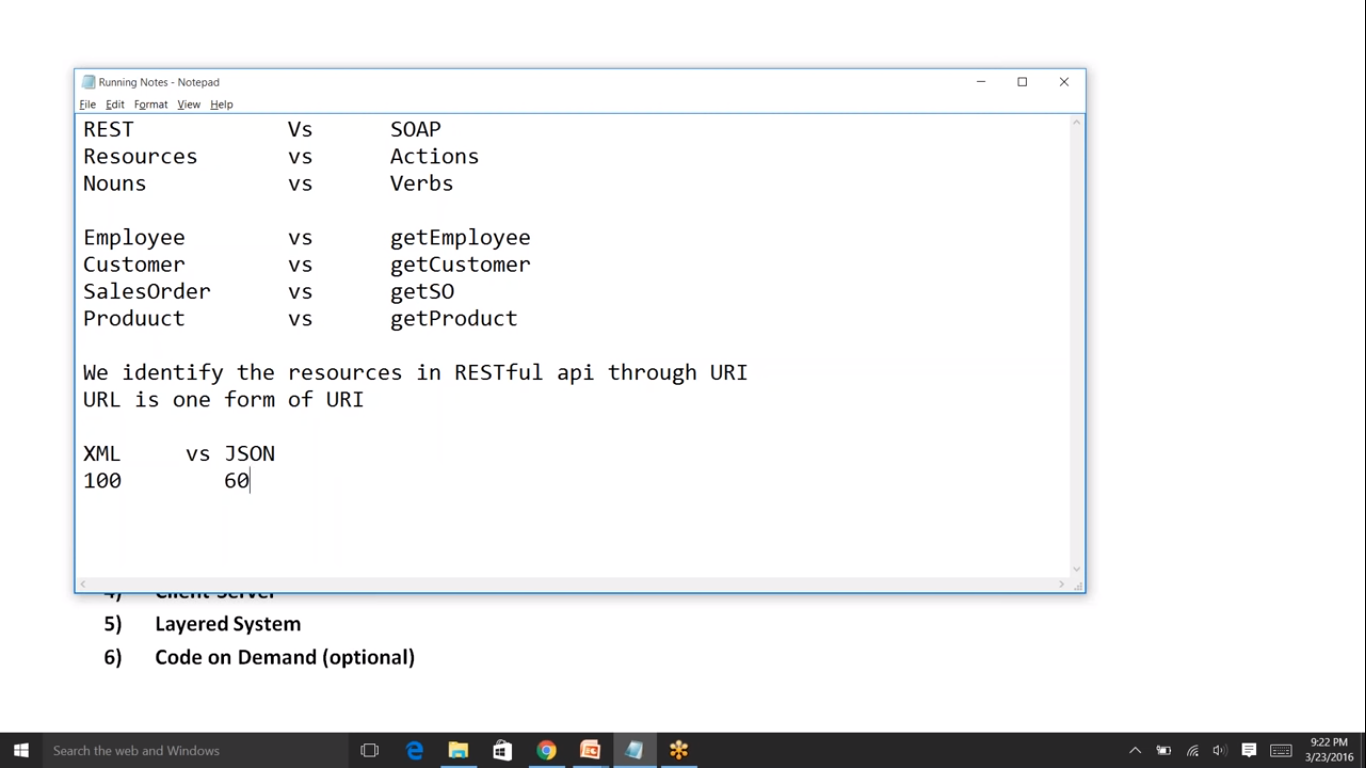 Running Notes - Notepad
File Edit Format View Help
REST Vs SOAP
Resources vs Actions
Nouns vs Verbs
Employee vs getEmployee
Customer vs getCustomer
SalesOrder vs getSO
Produuct vs getProduct
We identify the resources in RESTful api through URI
URL is one form of URI
XML vs JSON
100 60
4) Client-Server
5) Layered System
6) Code on Demand (optional)
Search the web and Windows
9:22 PM
3/23/2016